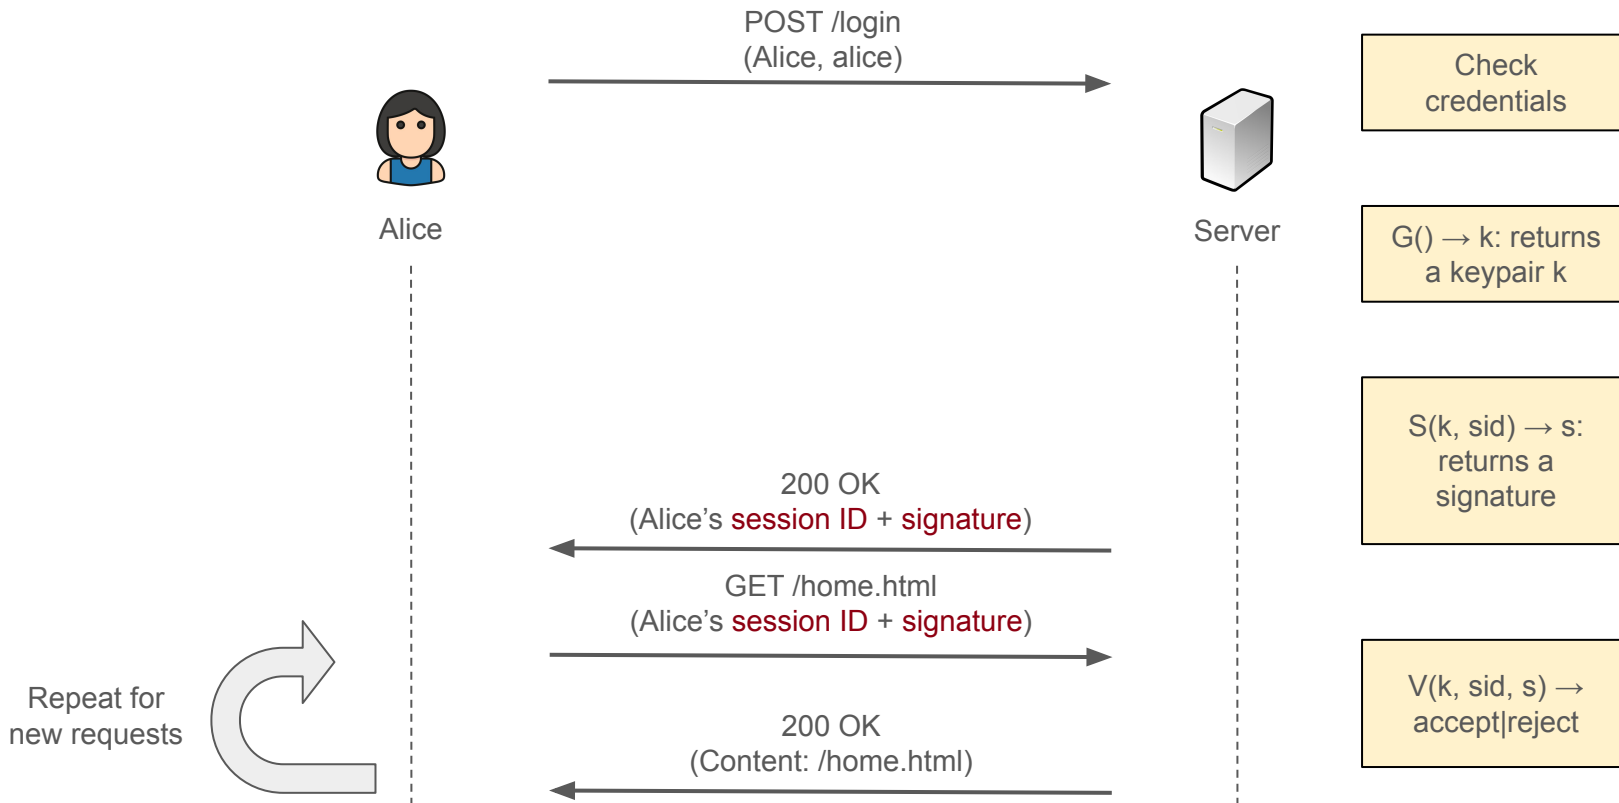 POST /login
(Alice, alice)
Check
credentials
Alice
Server
G() → k: returns
a keypair k
S(k, sid) → s:
returns a
signature
200 OK
(Alice’s session ID + signature)
GET /home.html
(Alice’s session ID + signature)
Repeat for
new requests
V(k, sid, s) →
accept|reject
200 OK
(Content: /home.html)